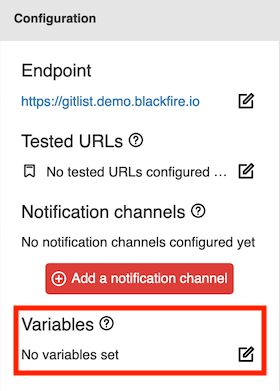 Configuration
Endpoint
https://gitlist.demo.blackfire.io
Tested URLs
No tested URLs configured ...
Notification channels
No notification channels configured yet
Add a notification channel
Variables
No variables set